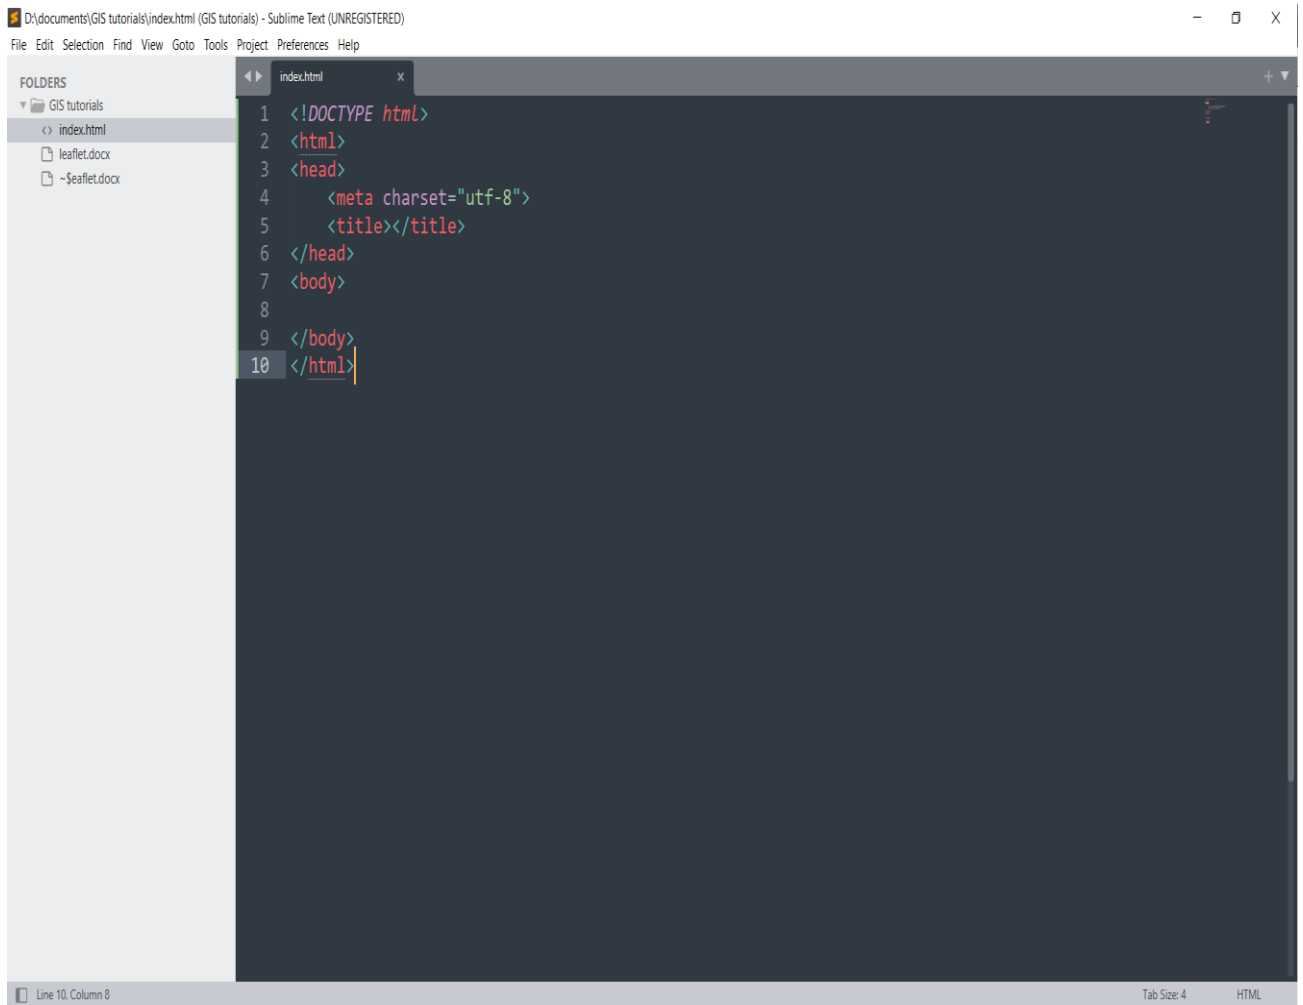 D:\documents\GIS tutorials\index.html (GIS tutorials) - Sublime Text (UNREGISTERED)
File Edit Selection Find View Goto Tools Project Preferences Help
FOLDERS
GIS tutorials
<> index.html
leaflet.docx
~$eaflet.docx
index.html x
1 <!DOCTYPE html>
2 <html>
3 <head>
4     <meta charset="utf-8">
5     <title></title>
6 </head>
7 <body>
8
9 </body>
10 </html>
Line 10, Column 8
Tab Size: 4 HTML